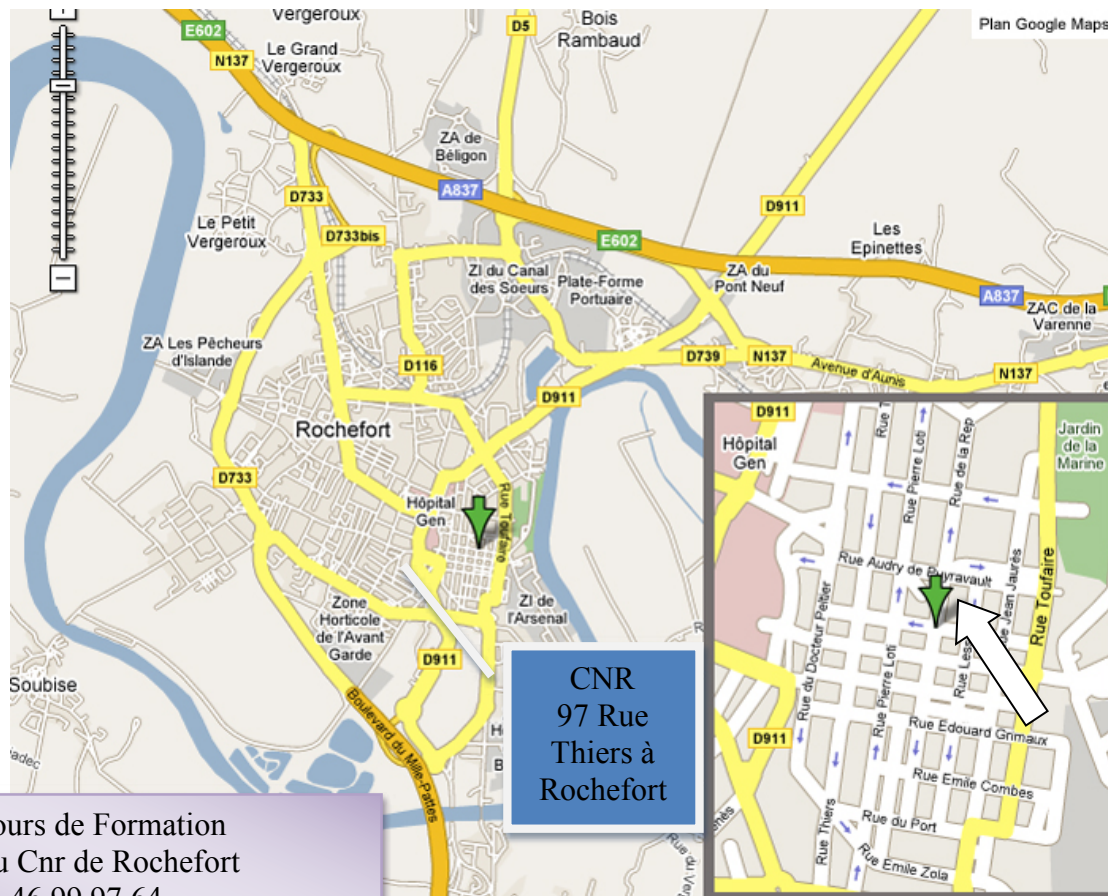 Plan Google Maps
Vergeroux
E602
N137
Le Grand
Vergeroux
D5
Bois
Rambaud
ZA de
Béligon
A837
D733
D733bis
Le Petit
Vergeroux
D911
Les
Epinettes
E602
ZI du Canal
des Soeurs
Plate-Forme
Portuaire
ZA du
Pont Neuf
A837
ZAC de la
Varenne
ZA Les Pêcheurs
d'Islande
D116
D739
N137
Avenue d'Aunis
N137
D911
Rochefort
D733
Hôpital
Gen
Rue Toufaire
Zone
Horticole
de l'Avant
Garde
ZI de
l'Arsenal
D911
Soubise
Boulevard du Mille-Pattes
CNR
97 Rue
Thiers à
Rochefort
ours de Formation
u Cnr de Rochefort
46 99 97 64
D911
Hôpital
Gen
Rue Pierre Loti
Rue de la Rep
Jardin
de la
Marine
Rue Audry de Puyravault
Rue du Docteur Peltier
Rue Pierre Loti
Rue Less
Jean Jaurès
Rue Toufaire
D911
Rue Edouard Grimaux
Rue Emile Combes
Rue Thiers
Rue du Port
Rue Emile Zola